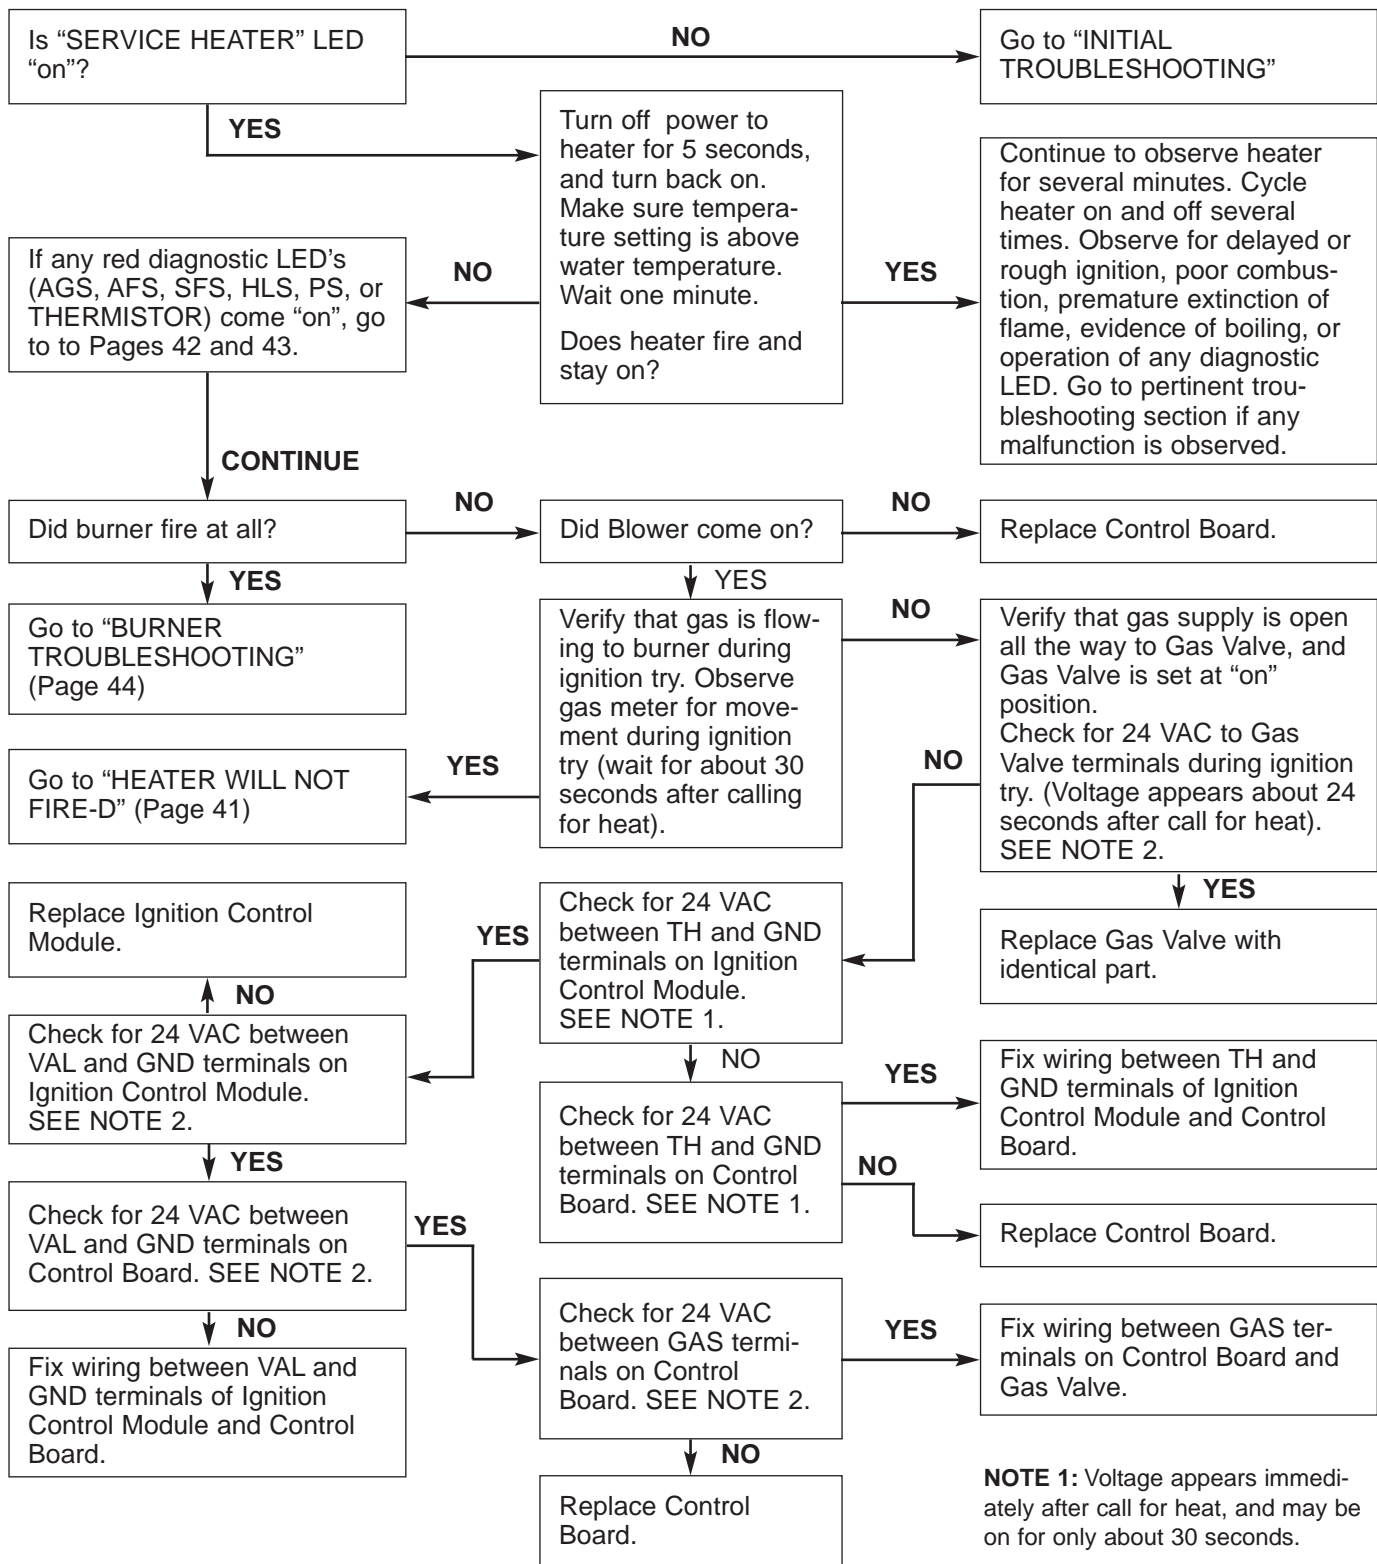 Is “SERVICE HEATER” LED
“on”?
NO
Go to “INITIAL
TROUBLESHOOTING”
YES
Turn off  power to
heater for 5 seconds,
and turn back on.
Make sure tempera-
ture setting is above
water temperature.
Wait one minute.
Does heater fire and
stay on?
YES
Continue to observe heater
for several minutes. Cycle
heater on and off several
times. Observe for delayed or
rough ignition, poor combus-
tion, premature extinction of
flame, evidence of boiling, or
operation of any diagnostic
LED. Go to pertinent trou-
bleshooting section if any
malfunction is observed.
NO
If any red diagnostic LED’s
(AGS, AFS, SFS, HLS, PS, or
THERMISTOR) come “on”, go
to to Pages 42 and 43.
CONTINUE
Did burner fire at all?
NO
Did Blower come on?
NO
Replace Control Board.
YES
Go to “BURNER
TROUBLESHOOTING”
(Page 44)
YES
Verify that gas is flow-
ing to burner during
ignition try. Observe
gas meter for move-
ment during ignition
try (wait for about 30
seconds after calling
for heat).
NO
Verify that gas supply is open
all the way to Gas Valve, and
Gas Valve is set at “on”
position.
Check for 24 VAC to Gas
Valve terminals during ignition
try. (Voltage appears about 24
seconds after call for heat).
SEE NOTE 2.
YES
Go to “HEATER WILL NOT
FIRE-D” (Page 41)
NO
YES
Replace Gas Valve with
identical part.
Check for 24 VAC
between TH and GND
terminals on Ignition
Control Module.
SEE NOTE 1.
YES
Replace Ignition Control
Module.
NO
Check for 24 VAC between
VAL and GND terminals on
Ignition Control Module.
SEE NOTE 2.
NO
Check for 24 VAC
between TH and GND
terminals on Control
Board. SEE NOTE 1.
YES
Fix wiring between TH and
GND terminals of Ignition
Control Module and Control
Board.
NO
Replace Control Board.
YES
Check for 24 VAC between
VAL and GND terminals on
Control Board. SEE NOTE 2.
YES
Check for 24 VAC
between GAS termi-
nals on Control
Board. SEE NOTE 2.
YES
Fix wiring between GAS ter-
minals on Control Board and
Gas Valve.
NO
Fix wiring between VAL and
GND terminals of Ignition
Control Module and Control
Board.
NO
Replace Control
Board.
NOTE 1: Voltage appears immedi-
ately after call for heat, and may be
on for only about 30 seconds.